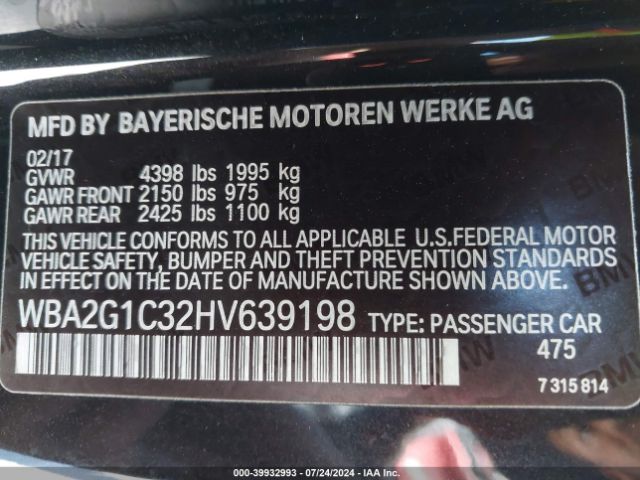 MFD BY BAYERISCHE MOTOREN WERKE AG
02/17
GVWR 4398 lbs 1995 kg
GAWR FRONT 2150 lbs 975 kg
GAWR REAR 2425 lbs 1100 kg
THIS VEHICLE CONFORMS TO ALL APPLICABLE U.S.FEDERAL MOTOR
VEHICLE SAFETY, BUMPER AND THEFT PREVENTION STANDARDS
IN EFFECT ON THE DATE OF MANUFACTURE SHOWN ABOVE.
WBA2G1C32HV639198 TYPE: PASSENGER CAR
475
7 315 814
000-39932993 - 07/24/2024 - IAA Inc.